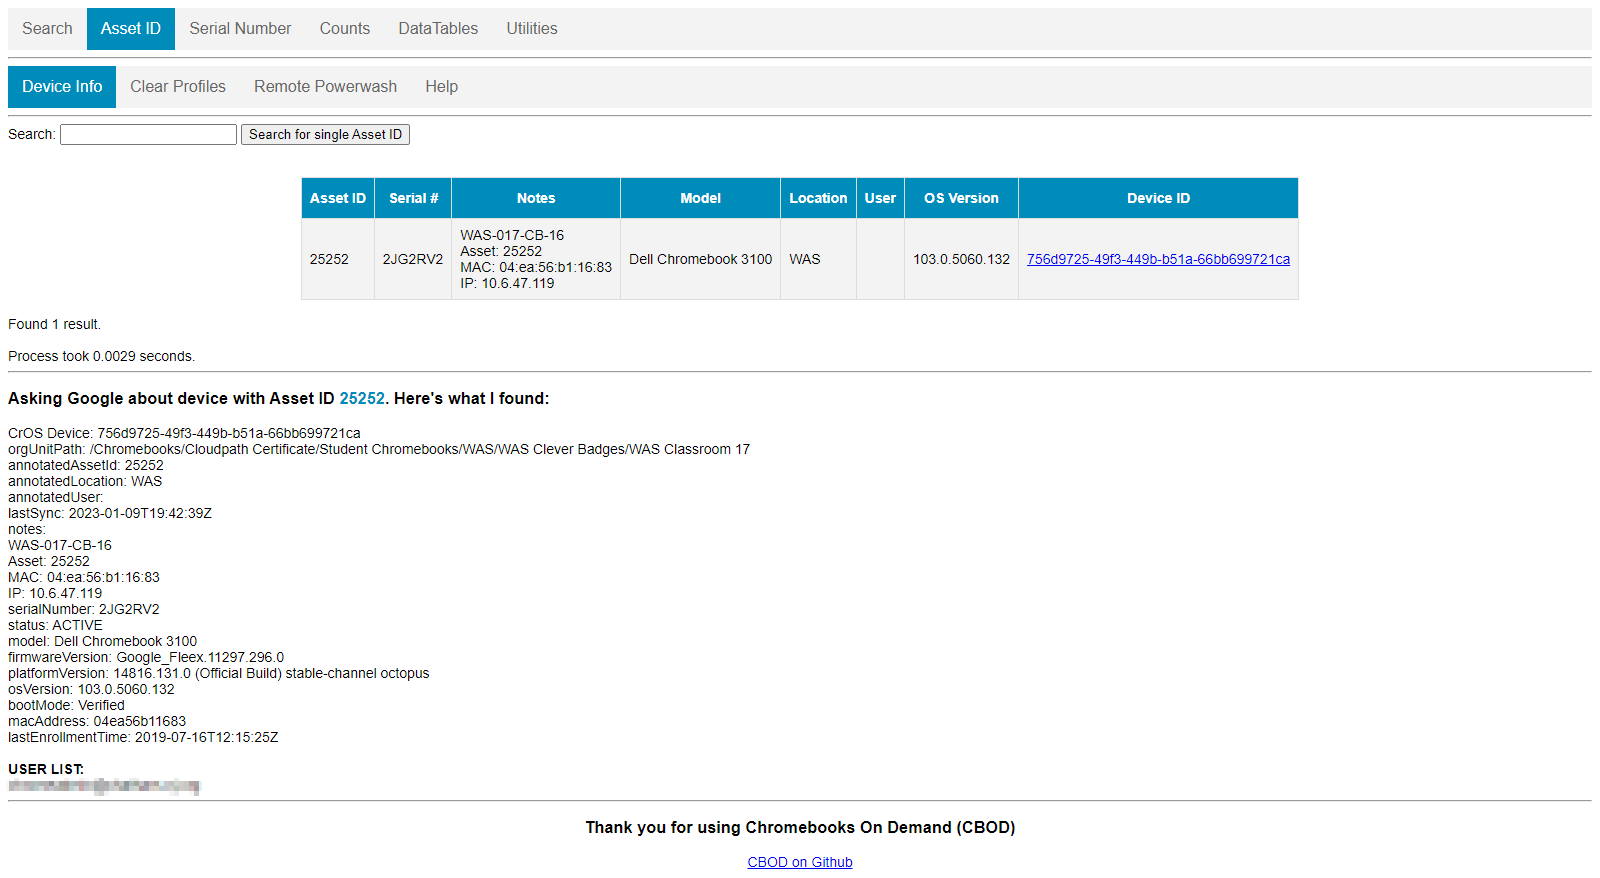 Search Asset ID Serial Number Counts DataTables Utilities
Device Info Clear Profiles Remote Powerwash Help
Search: Search for single Asset ID
Asset ID Serial # Notes Model Location User OS Version Device ID
25252 2JG2RV2 WAS-017-CB-16
Asset: 25252
MAC: 04:ea:56:b1:16:83
IP: 10.6.47.119
Dell Chromebook 3100 WAS 103.0.5060.132 756d9725-49f3-449b-b51a-66bb699721ca
Found 1 result.
Process took 0.0029 seconds.
Asking Google about device with Asset ID 25252. Here's what I found:
CrOS Device: 756d9725-49f3-449b-b51a-66bb699721ca
orgUnitPath: /Chromebooks/Cloudpath Certificate/Student Chromebooks/WAS/WAS Clever Badges/WAS Classroom 17
annotatedAssetId: 25252
annotatedLocation: WAS
annotatedUser:
lastSync: 2023-01-09T19:42:39Z
notes:
WAS-017-CB-16
Asset: 25252
MAC: 04:ea:56:b1:16:83
IP: 10.6.47.119
serialNumber: 2JG2RV2
status: ACTIVE
model: Dell Chromebook 3100
firmwareVersion: Google_Fleex.11297.296.0
platformVersion: 14816.131.0 (Official Build) stable-channel octopus
osVersion: 103.0.5060.132
bootMode: Verified
macAddress: 04ea56b11683
lastEnrollmentTime: 2019-07-16T12:15:25Z
USER LIST:
Thank you for using Chromebooks On Demand (CBOD)
CBOD on Github